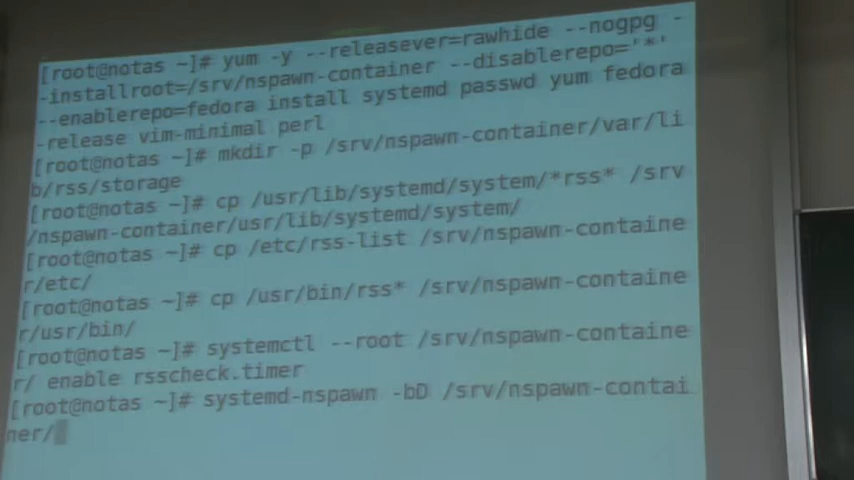 [root@notas ~]# yum -y --releasever=rawhide --nogpg -
-installroot=/srv/nspawn-container --disablerepo='*'
--enablerepo=fedora install systemd passwd yum fedora
-release vim-minimal perl
[root@notas ~]# mkdir -p /srv/nspawn-container/var/li
b/rss/storage
[root@notas ~]# cp /usr/lib/systemd/system/*rss* /srv
/nspawn-container/usr/lib/systemd/system/
[root@notas ~]# cp /etc/rss-list /srv/nspawn-containe
r/etc/
[root@notas ~]# cp /usr/bin/rss* /srv/nspawn-containe
r/usr/bin/
[root@notas ~]# systemctl --root /srv/nspawn-containe
r/ enable rsscheck.timer
[root@notas ~]# systemd-nspawn -bD /srv/nspawn-contai
ner/